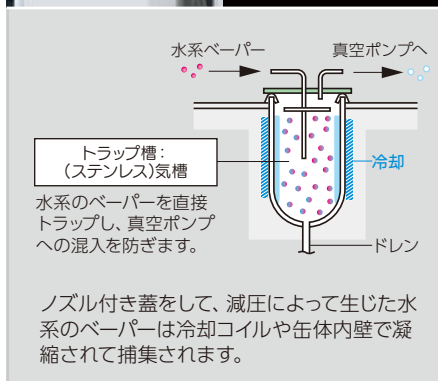 水系ベーパー
真空ポンプへ
トラップ槽：
（ステンレス）気槽
冷却
水系のベーパーを直接
トラップし、真空ポンプ
への混入を防ぎます。
ドレン
ノズル付き蓋をして、減圧によって生じた水
系のベーパーは冷却コイルや缶体内壁で凝
縮されて捕集されます。